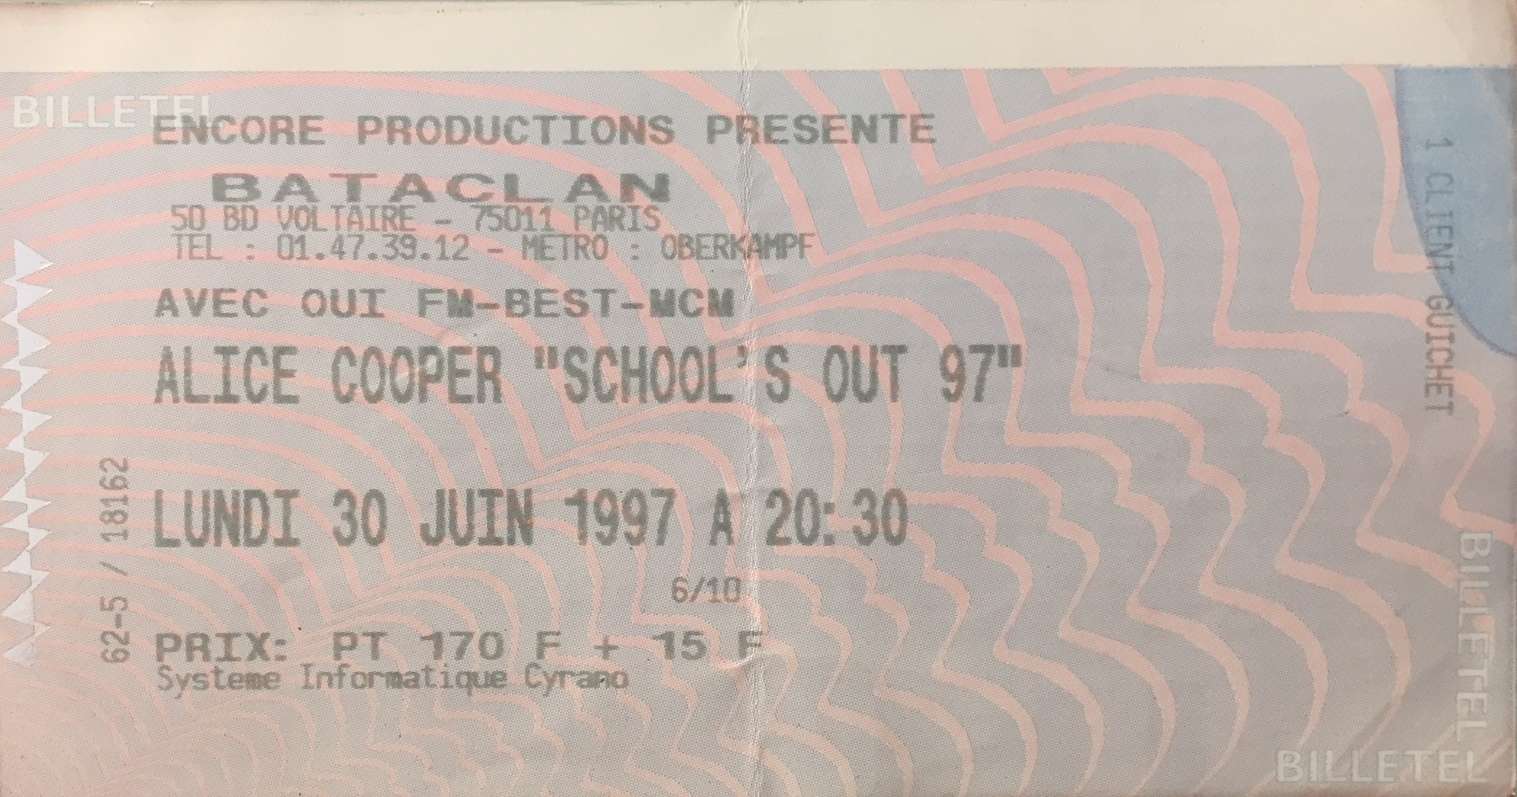 BILLETEL
ENCORE PRODUCTIONS PRESENTE
BATACLAN
50 BD VOLTAIRE - 75011 PARIS
TEL : 01.47.39.12 - METRO : OBERKAMPF
AVEC OUI FM-BEST-MCM
ALICE COOPER "SCHOOL'S OUT 97"
LUNDI 30 JUIN 1997 A 20:30
6/10
PRIX: PT 170 F + 15 F
Systeme Informatique Cyrano
62-5 / 18162
1 CLIENT GUICHET
BILLETEL
BILLETEL